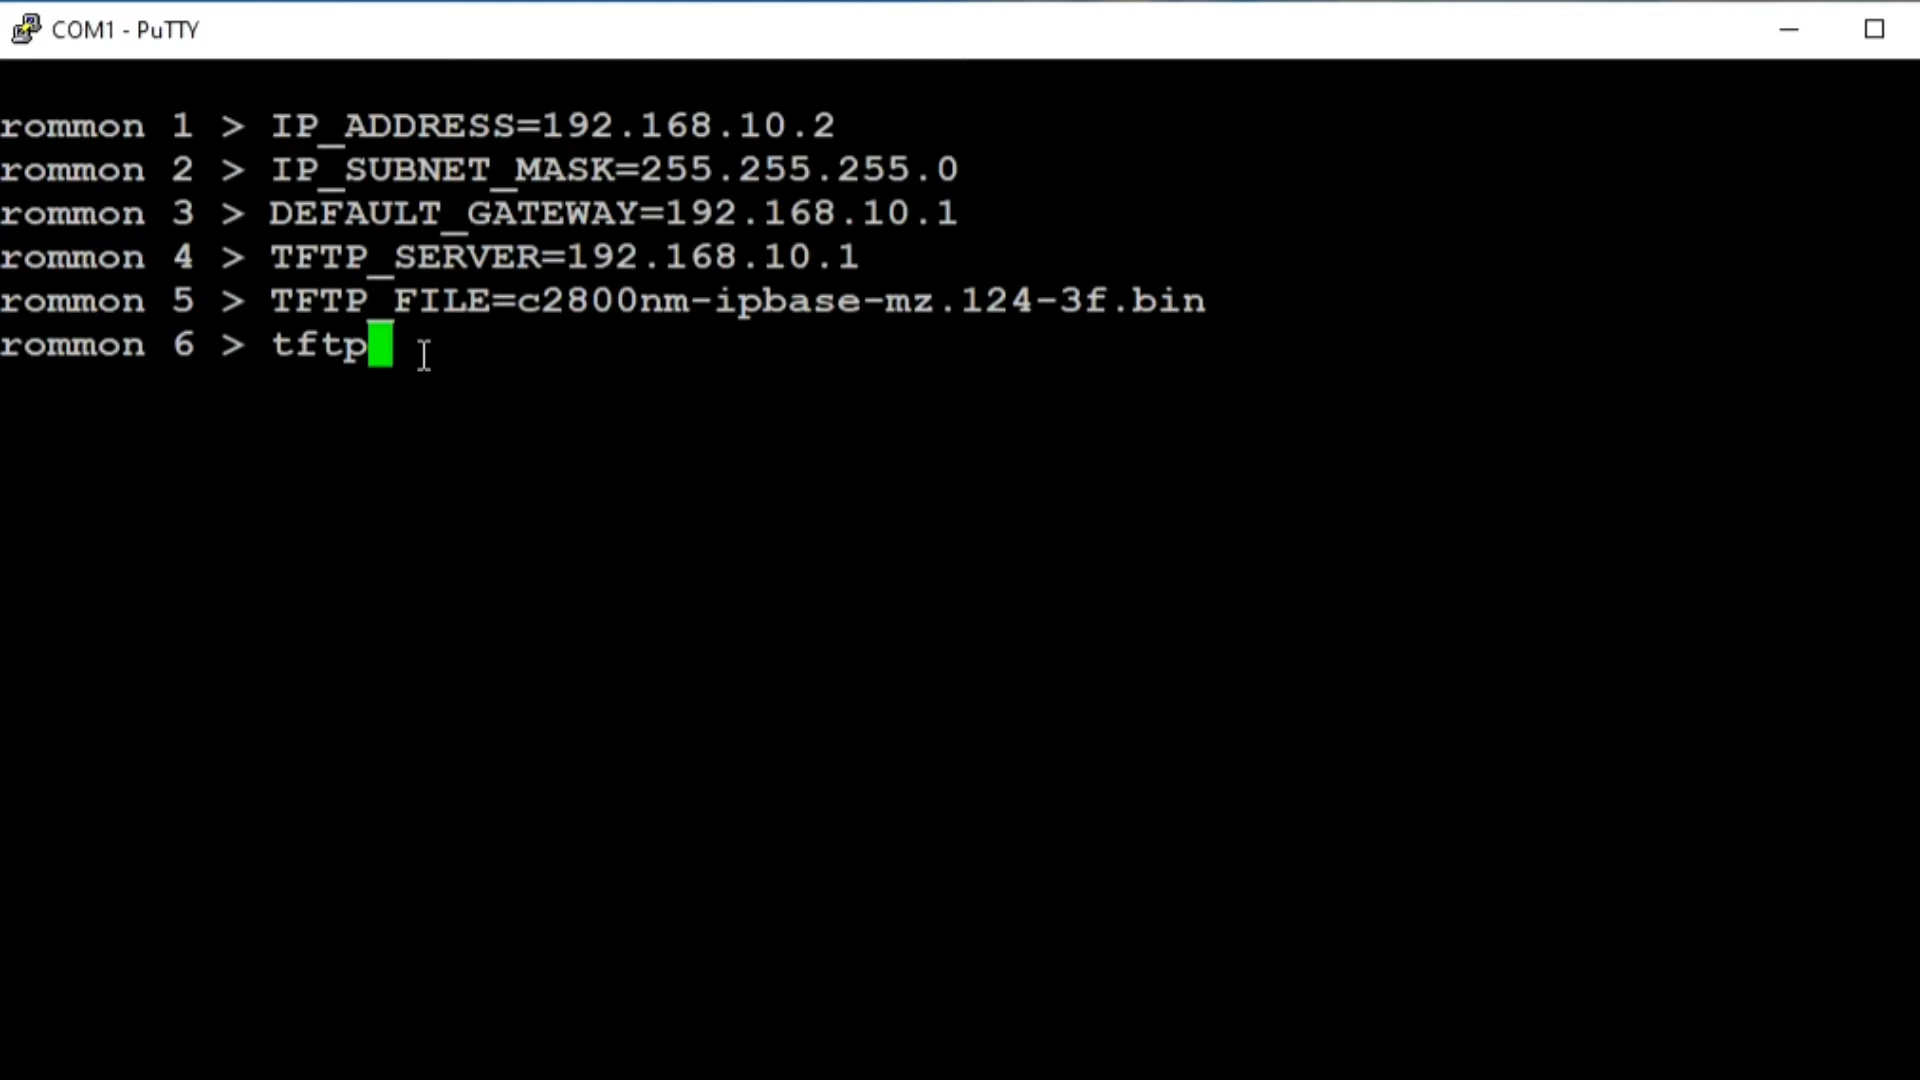 COM1 - PuTTY
rommon 1 > IP_ADDRESS=192.168.10.2
rommon 2 > IP_SUBNET_MASK=255.255.255.0
rommon 3 > DEFAULT_GATEWAY=192.168.10.1
rommon 4 > TFTP_SERVER=192.168.10.1
rommon 5 > TFTP_FILE=c2800nm-ipbase-mz.124-3f.bin
rommon 6 > tftp